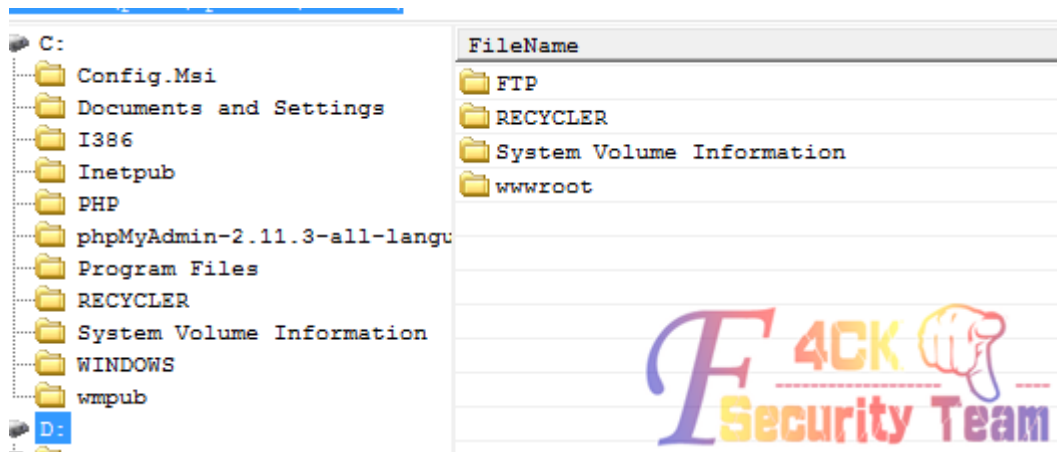 C:
Config.Msi
Documents and Settings
I386
Inetpub
PHP
phpMyAdmin-2.11.3-all-langu
Program Files
RECYCLER
System Volume Information
WINDOWS
wmpub
D:
FileName
FTP
RECYCLER
System Volume Information
wwwroot
F4CK
Security Team